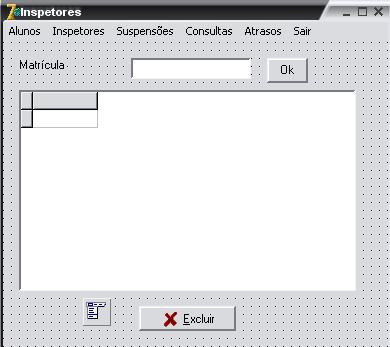 Inspetores
Alunos Inspetores Suspensões Consultas Atrasos Sair
Matrícula Ok
Excluir